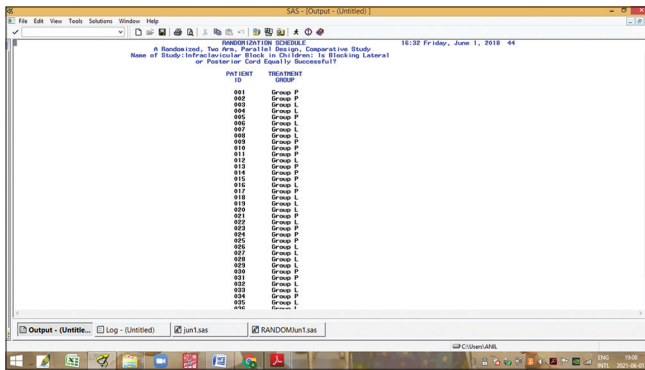 SAS - [Output - (Untitled)]
File Edit View Tools Solutions Window Help
RANDOMIZATION SCHEDULE 16:32 Friday, June 1, 2018 44
A Randomized, Two Arm, Parallel Design, Comparative Study
Name of Study:Infraclavicular Block in Children: Is Blocking Lateral
or Posterior Cord Equally Successful?
PATIENT TREATMENT
ID GROUP
001 Group P
002 Group P
003 Group L
004 Group L
005 Group P
006 Group L
007 Group L
008 Group L
009 Group P
010 Group P
011 Group P
012 Group L
013 Group P
014 Group P
015 Group P
016 Group L
017 Group P
018 Group L
019 Group L
020 Group L
021 Group P
022 Group L
023 Group P
024 Group P
025 Group P
026 Group L
027 Group L
028 Group L
029 Group L
030 Group P
031 Group P
032 Group L
033 Group L
034 Group P
035 Group L
036 Group L
Output - (Untitle... Log - (Untitled) jun1.sas RANDOMJun1.sas
C:\Users\ANIL
ENG 19:08
INTL 2021-06-01